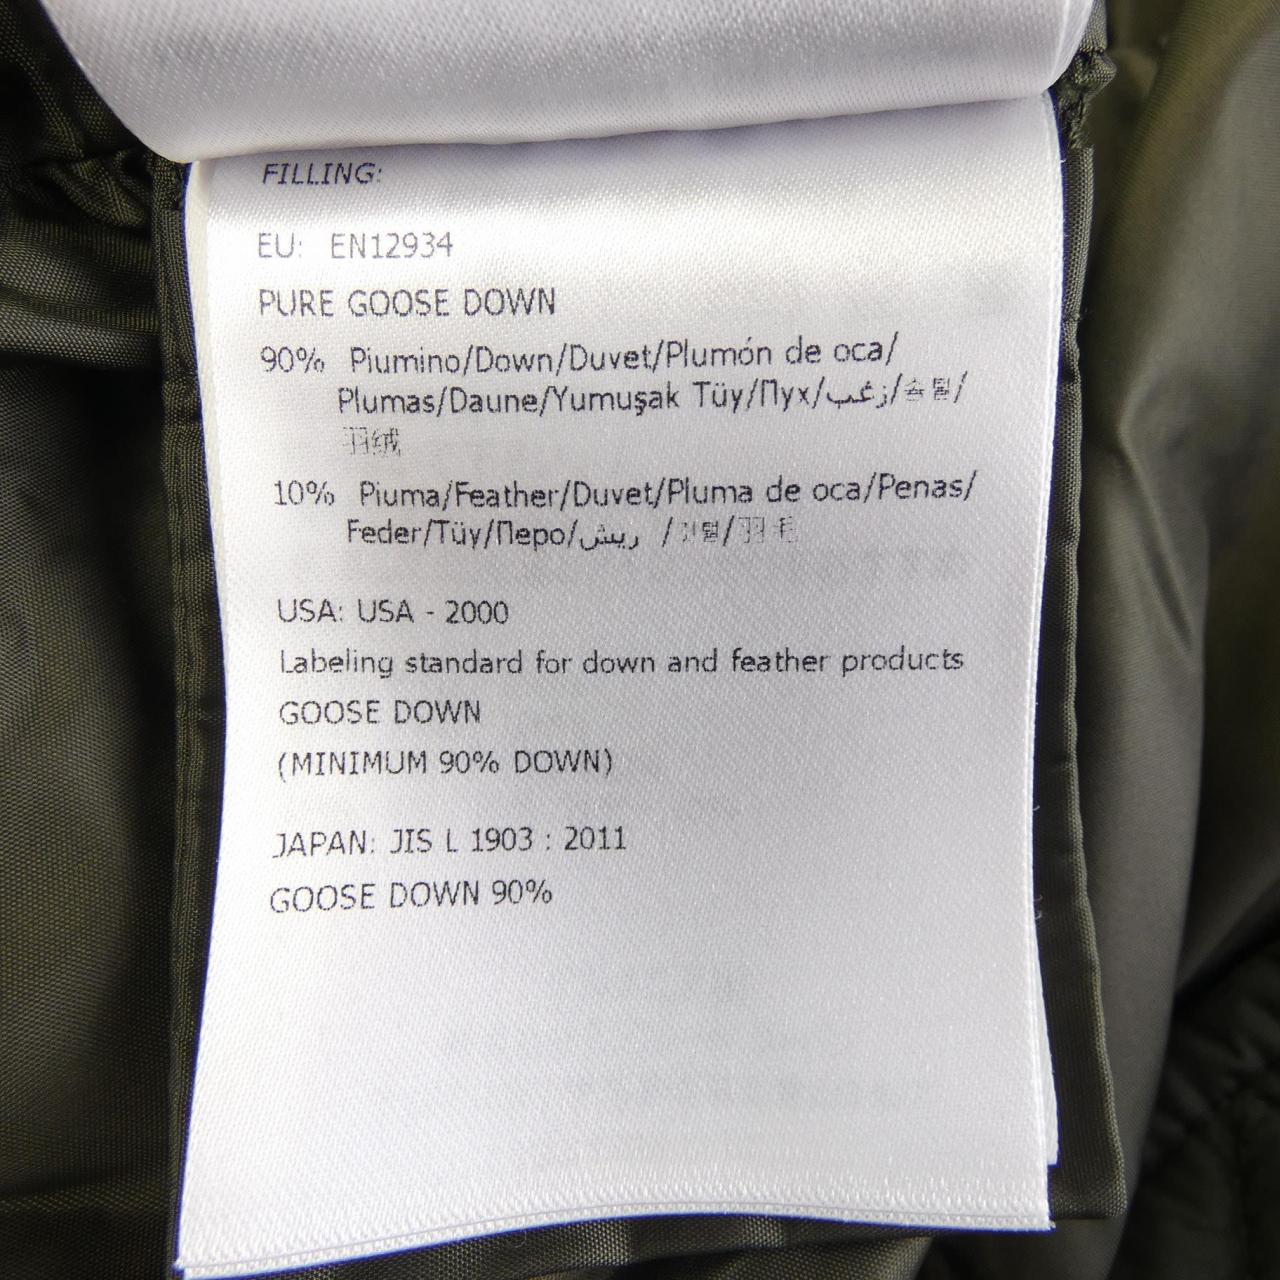 FILLING:
EU: EN12934
PURE GOOSE DOWN
90% Piumino/Down/Duvet/Plumón de oca/
Plumas/Daune/Yumuşak Tüy/Пух/زغب/솜털/
羽绒
10% Piuma/Feather/Duvet/Pluma de oca/Penas/
Feder/Tüy/Перо/ريش /깃털/羽毛
USA: USA - 2000
Labeling standard for down and feather products
GOOSE DOWN
(MINIMUM 90% DOWN)
JAPAN: JIS L 1903 : 2011
GOOSE DOWN 90%